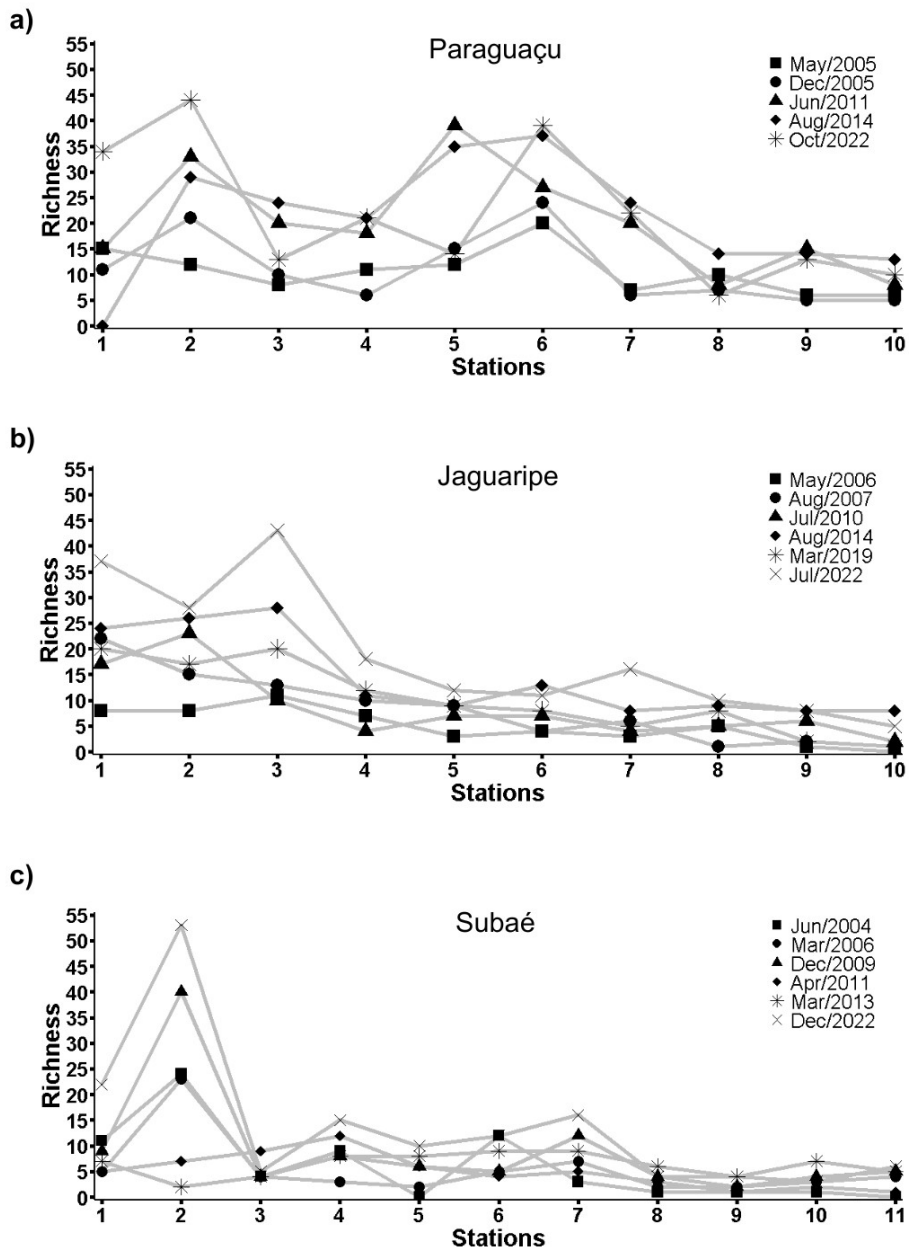 a)
Paraguaçu
May/2005
Dec/2005
Jun/2011
Aug/2014
Oct/2022
Richness
55
50
45
40
35
30
25
20
15
10
5
0
1 2 3 4 5 6 7 8 9 10
Stations
b)
Jaguaripe
May/2006
Aug/2007
Jul/2010
Aug/2014
Mar/2019
Jul/2022
Richness
55
50
45
40
35
30
25
20
15
10
5
0
1 2 3 4 5 6 7 8 9 10
Stations
c)
Subaé
Jun/2004
Mar/2006
Dec/2009
Apr/2011
Mar/2013
Dec/2022
Richness
55
50
45
40
35
30
25
20
15
10
5
0
1 2 3 4 5 6 7 8 9 10 11
Stations